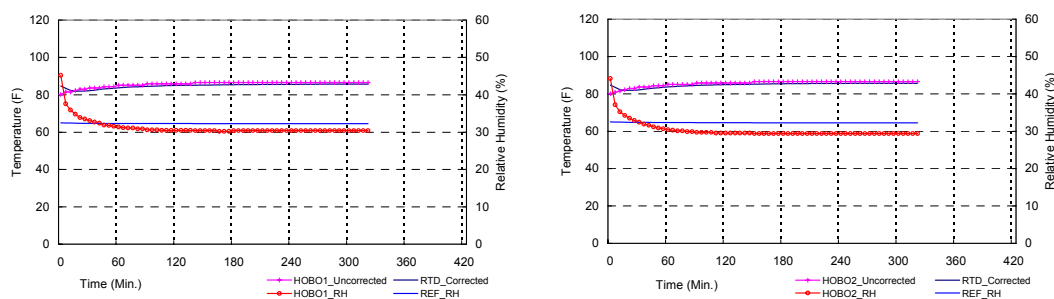 120
100
80
60
40
20
0
Temperature (F)
60
50
40
30
20
10
0
Relative Humidity (%)
0 60 120 180 240 300 360 420
Time (Min.)
HOBO1_Uncorrected RTD_Corrected
HOBO1_RH REF_RH
120
100
80
60
40
20
0
Temperature (F)
60
50
40
30
20
10
0
Relative Humidity (%)
0 60 120 180 240 300 360 420
Time (Min.)
HOBO2_Uncorrected RTD_Corrected
HOBO2_RH REF_RH